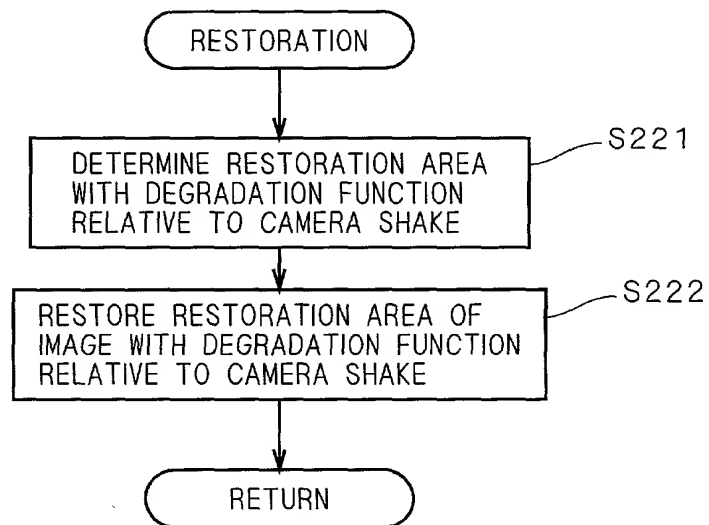 RESTORATION
S221
DETERMINE RESTORATION AREA
WITH DEGRADATION FUNCTION
RELATIVE TO CAMERA SHAKE
S222
RESTORE RESTORATION AREA OF
IMAGE WITH DEGRADATION FUNCTION
RELATIVE TO CAMERA SHAKE
RETURN